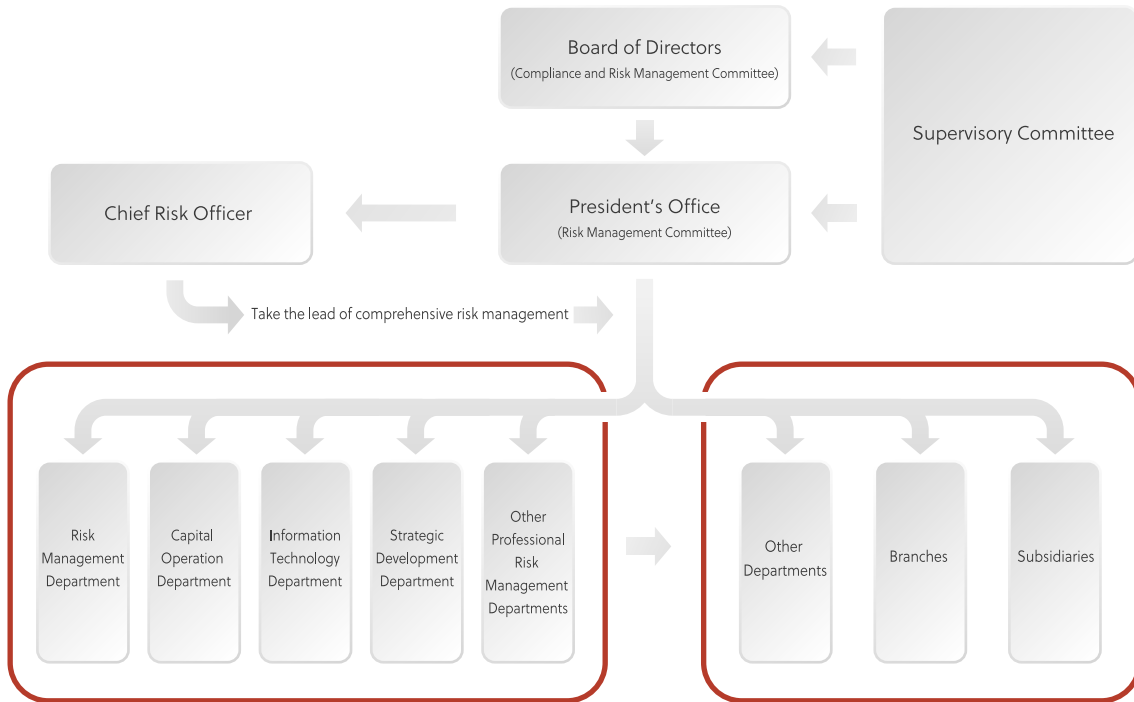 Board of Directors
(Compliance and Risk Management Committee)
Supervisory Committee
Chief Risk Officer
President's Office
(Risk Management Committee)
Take the lead of comprehensive risk management
Risk
Management
Department
Capital
Operation
Department
Information
Technology
Department
Strategic
Development
Department
Other
Professional
Risk
Management
Departments
Other
Departments
Branches
Subsidiaries